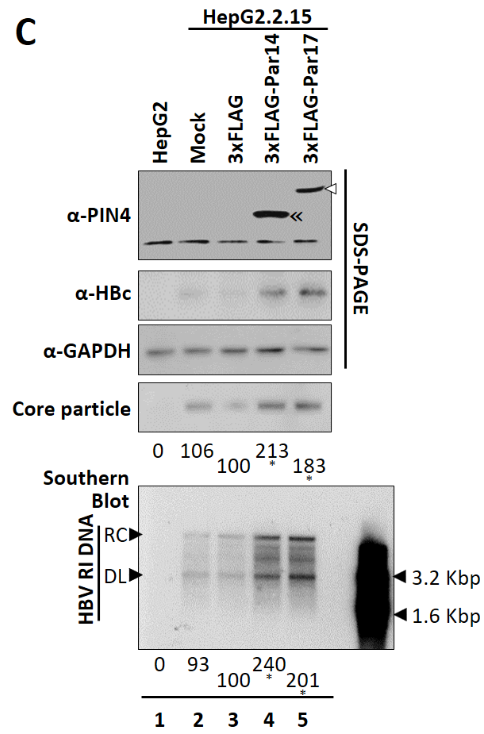 C
HepG2.2.15
HepG2
Mock
3xFLAG
3xFLAG-Par14
3xFLAG-Par17
α-PIN4
«
α-HBc
α-GAPDH
SDS-PAGE
Core particle
0 106 100 213 183
* *
Southern
Blot
HBV RI DNA
RC
DL
3.2 Kbp
1.6 Kbp
0 93 100 240 201
* *
1 2 3 4 5